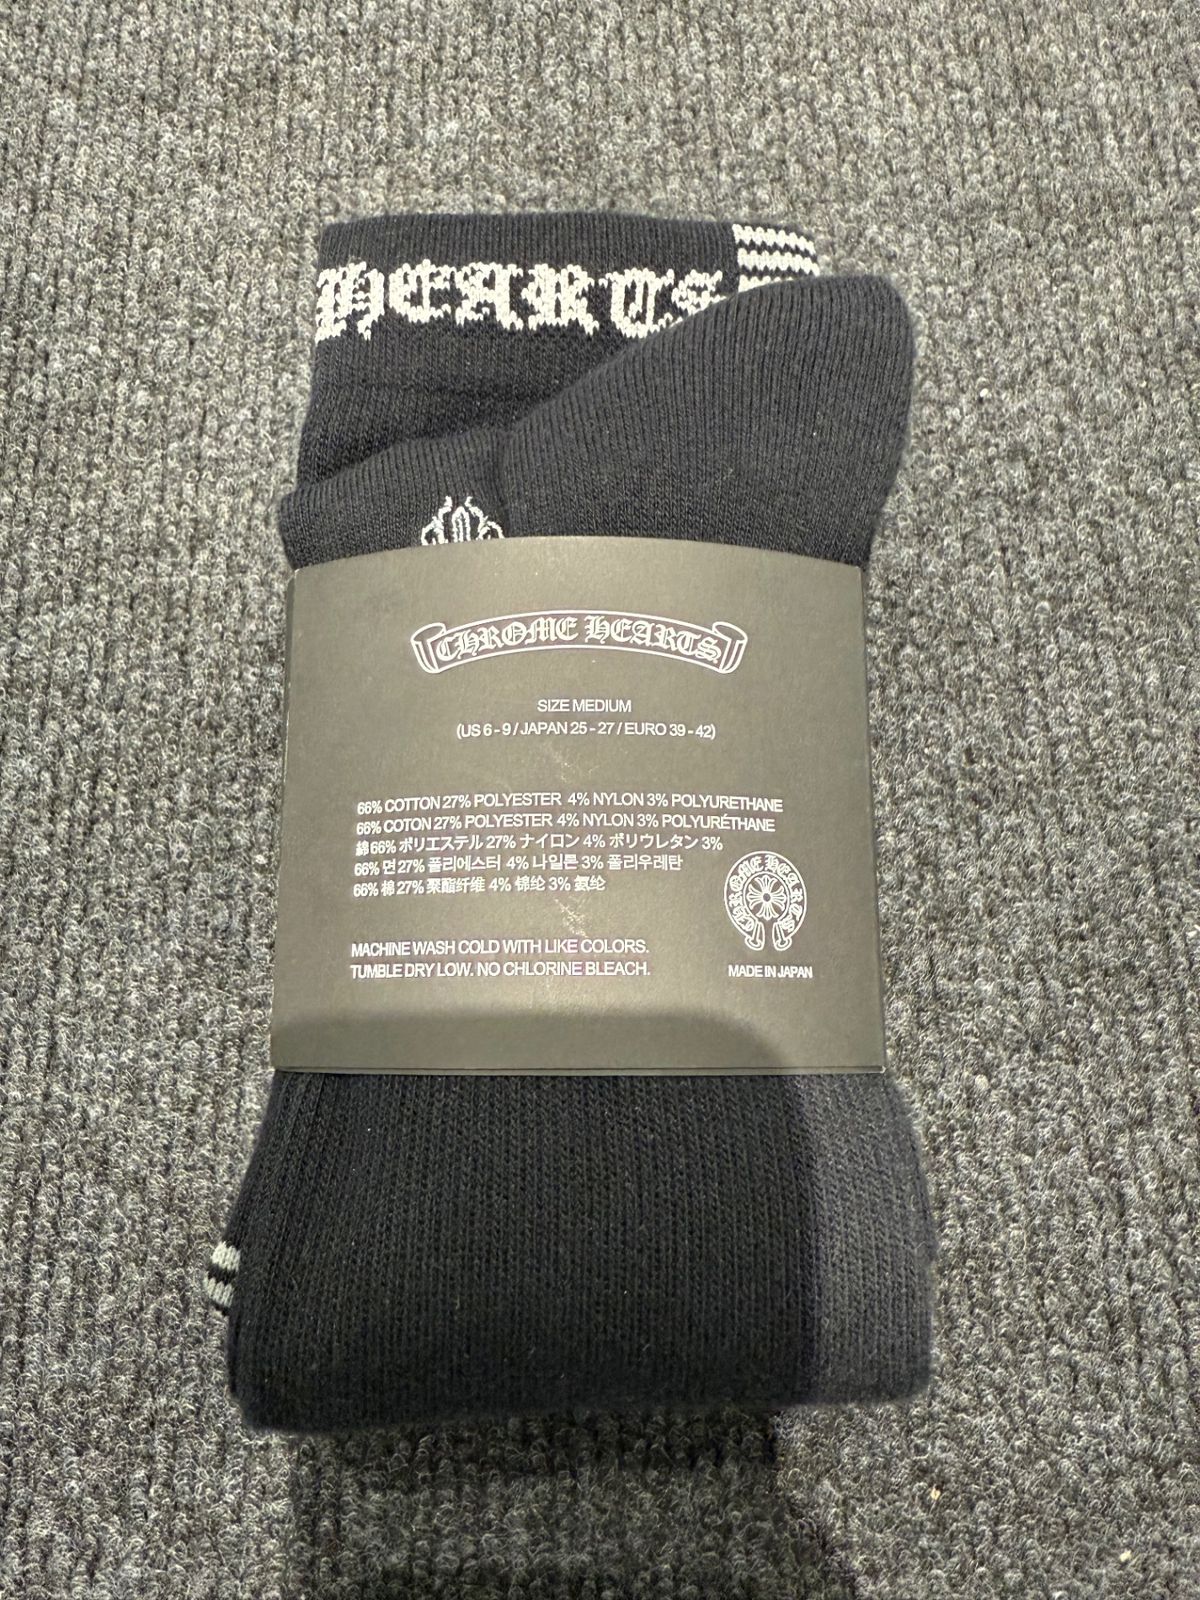 HEARTS
CHROME HEARTS
SIZE MEDIUM
(US 6 - 9 / JAPAN 25 - 27 / EURO 39 - 42)
66% COTTON 27% POLYESTER 4% NYLON 3% POLYURETHANE
66% COTON 27% POLYESTER 4% NYLON 3% POLYURÉTHANE
綿 66% ポリエステル 27% ナイロン 4% ポリウレタン 3%
66% 면 27% 폴리에스터 4% 나일론 3% 폴리우레탄
66% 棉 27% 聚酯纤维 4% 锦纶 3% 氨纶
CHROME HEARTS
MACHINE WASH COLD WITH LIKE COLORS.
TUMBLE DRY LOW. NO CHLORINE BLEACH.
MADE IN JAPAN